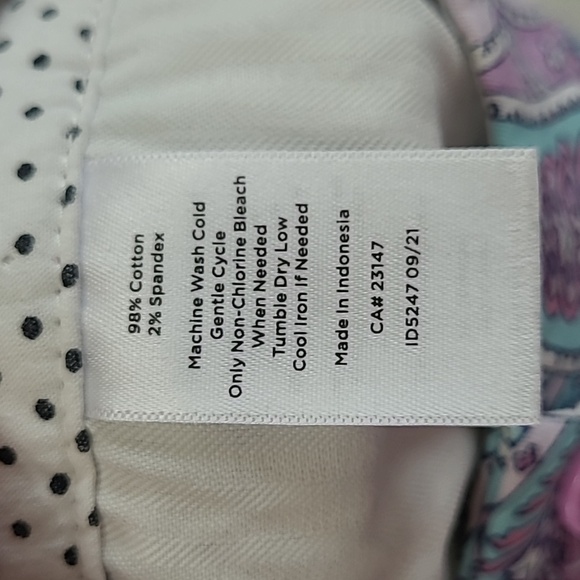 98% Cotton
2% Spandex
Machine Wash Cold
Gentle Cycle
Only Non-Chlorine Bleach
When Needed
Tumble Dry Low
Cool Iron If Needed
Made In Indonesia
CA# 23147
ID5247 09/21